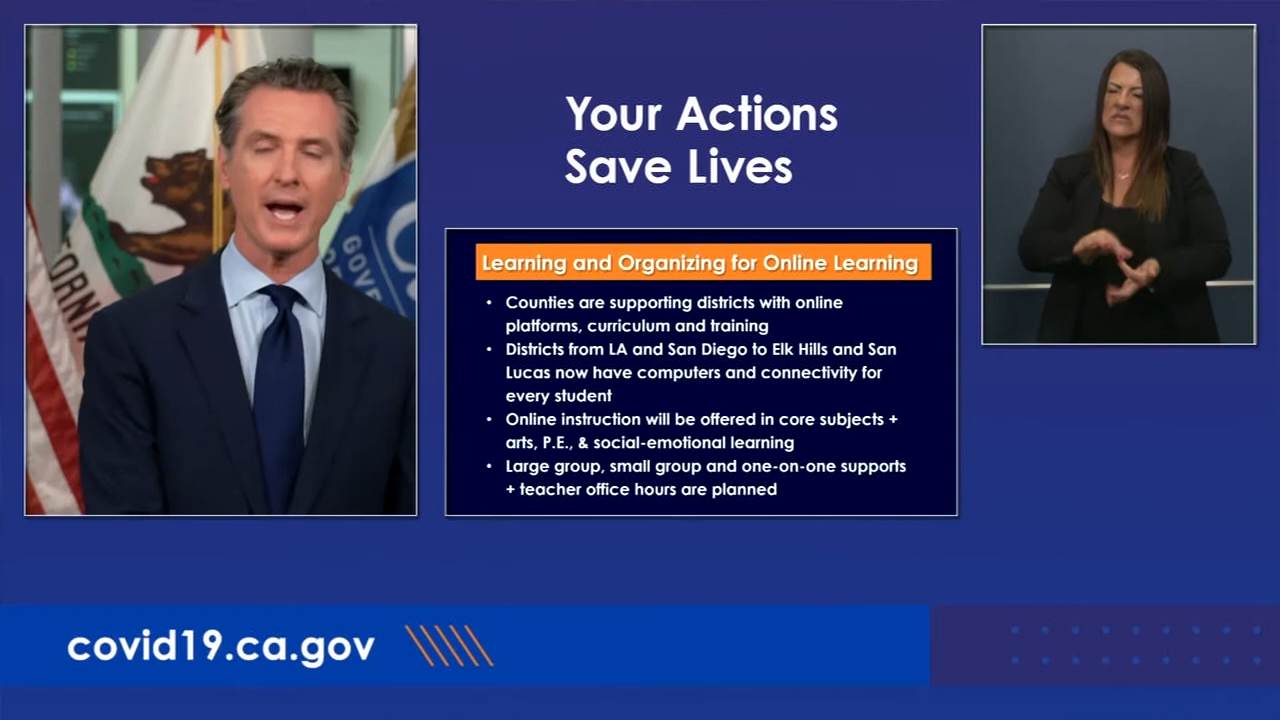 Your Actions
Save Lives
Learning and Organizing for Online Learning
• Counties are supporting districts with online
platforms, curriculum and training
• Districts from LA and San Diego to Elk Hills and San
Lucas now have computers and connectivity for
every student
• Online instruction will be offered in core subjects +
arts, P.E., & social-emotional learning
• Large group, small group and one-on-one supports
+ teacher office hours are planned
covid19.ca.gov